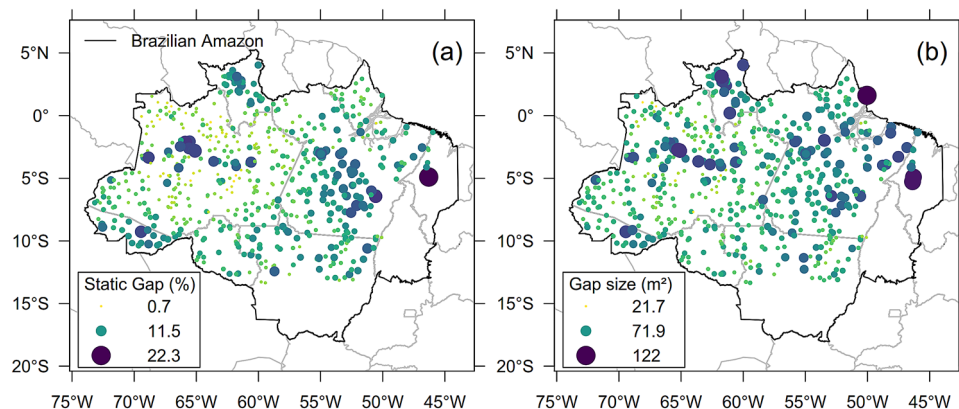 Brazilian Amazon
(a)
(b)
5°N
0°
5°S
10°S
15°S
20°S
Static Gap (%)
0.7
11.5
22.3
75°W 70°W 65°W 60°W 55°W 50°W 45°W
5°N
0°
5°S
10°S
15°S
20°S
Gap size (m²)
21.7
71.9
122
75°W 70°W 65°W 60°W 55°W 50°W 45°W